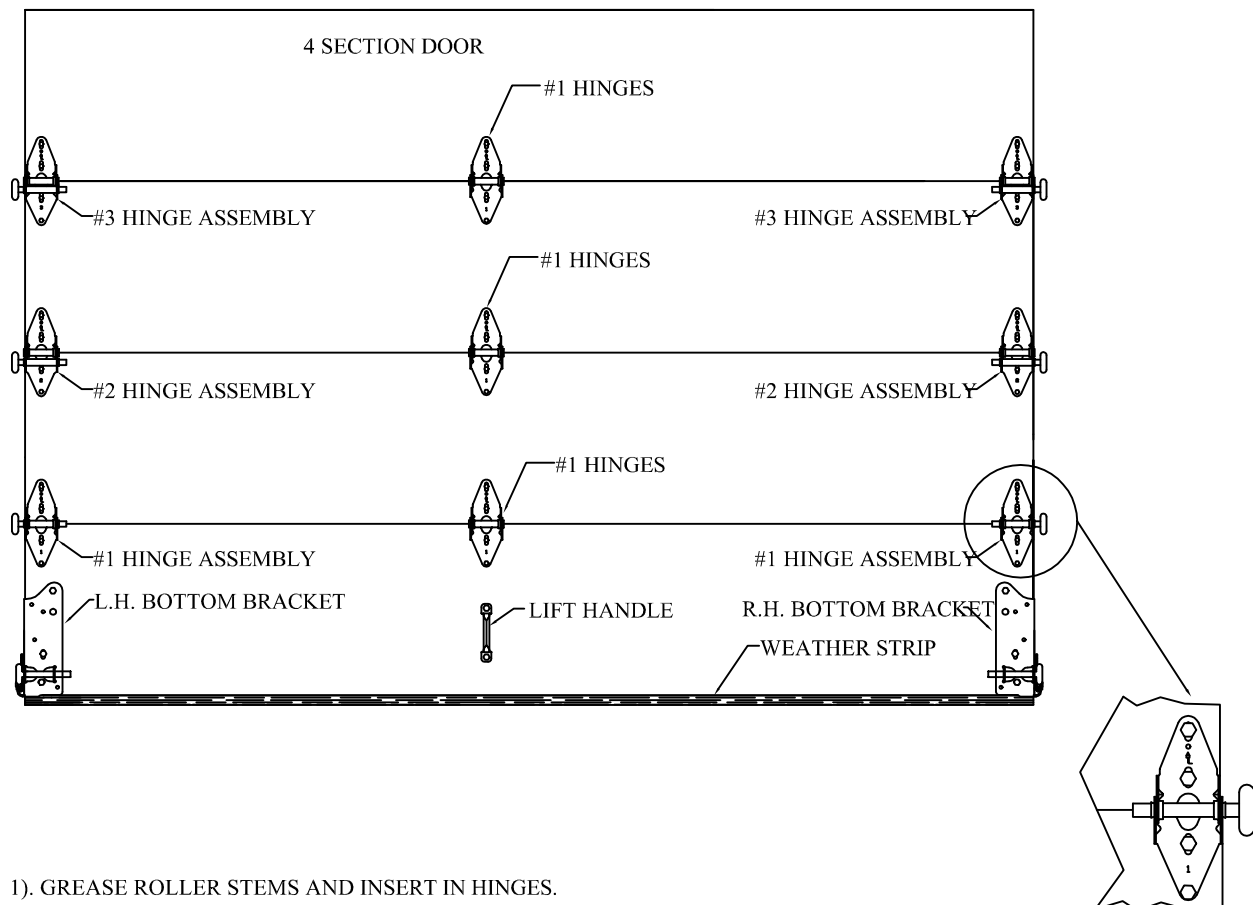 4 SECTION DOOR
#1 HINGES
#3 HINGE ASSEMBLY
#3 HINGE ASSEMBLY
#1 HINGES
#2 HINGE ASSEMBLY
#2 HINGE ASSEMBLY
#1 HINGES
#1 HINGE ASSEMBLY
#1 HINGE ASSEMBLY
L.H. BOTTOM BRACKET
LIFT HANDLE
R.H. BOTTOM BRACKET
WEATHER STRIP
1
1). GREASE ROLLER STEMS AND INSERT IN HINGES.